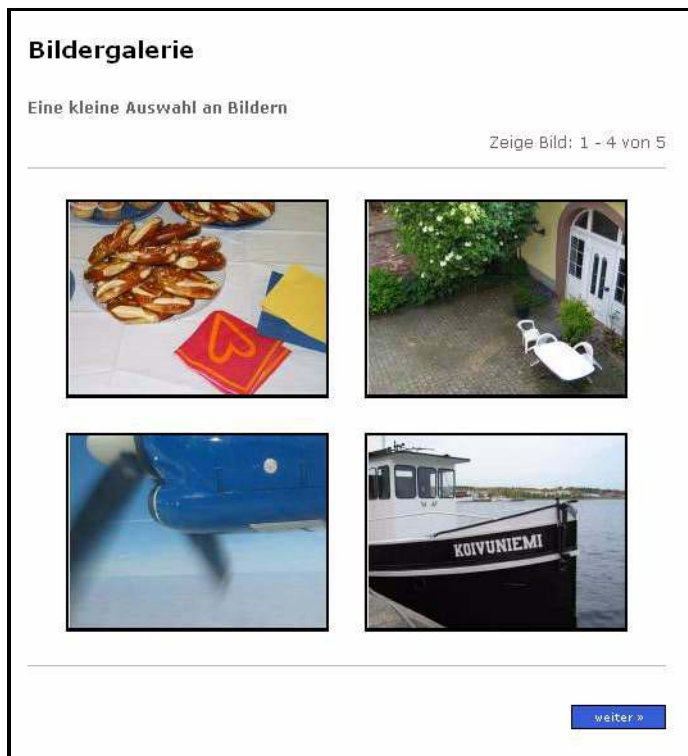 Bildergalerie
Eine kleine Auswahl an Bildern
Zeige Bild: 1 - 4 von 5
KOIVUNIEMI
weiter »